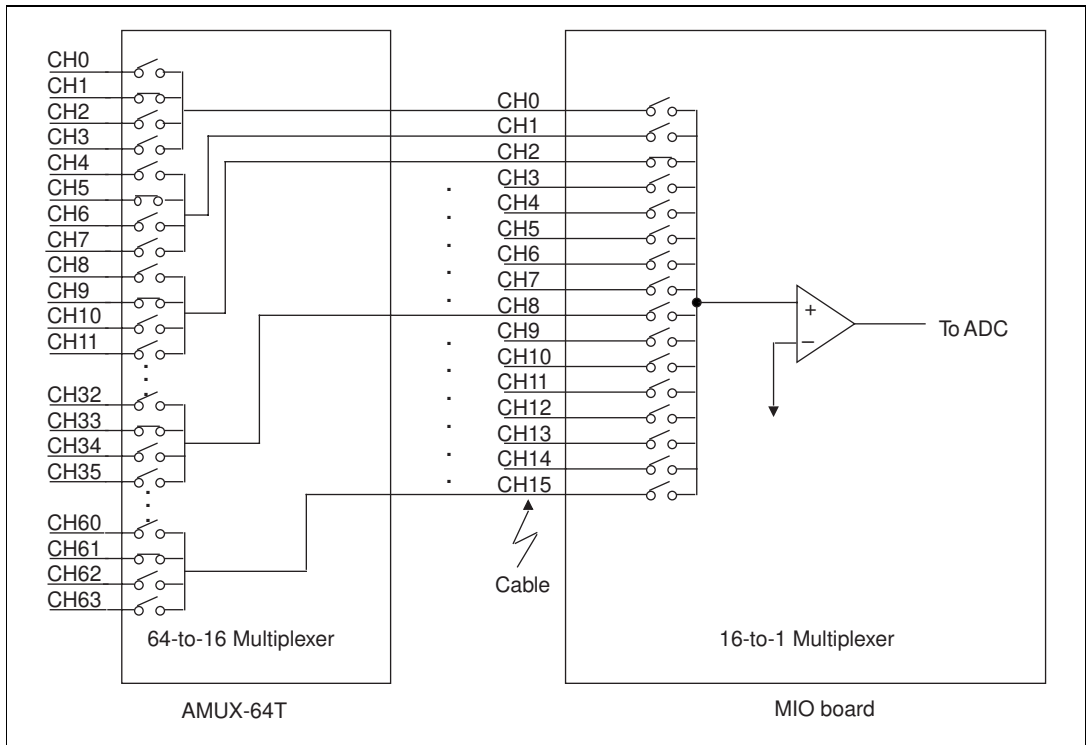 CH0
CH1
CH2
CH3
CH4
CH5
CH6
CH7
CH8
CH9
CH10
CH11
CH32
CH33
CH34
CH35
CH60
CH61
CH62
CH63
64-to-16 Multiplexer
AMUX-64T
CH0
CH1
CH2
CH3
CH4
CH5
CH6
CH7
CH8
CH9
CH10
CH11
CH12
CH13
CH14
CH15
Cable
+
−
To ADC
16-to-1 Multiplexer
MIO board